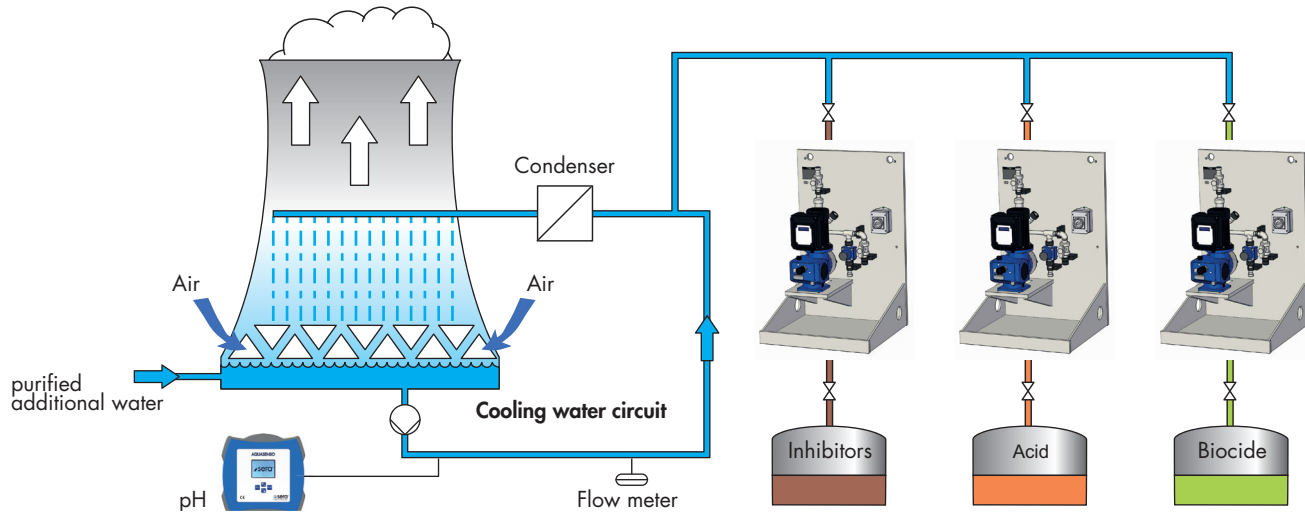 Condenser
Air
Air
purified
additional water
Cooling water circuit
AQUASENSO
sera
pH
Flow meter
Inhibitors
Acid
Biocide